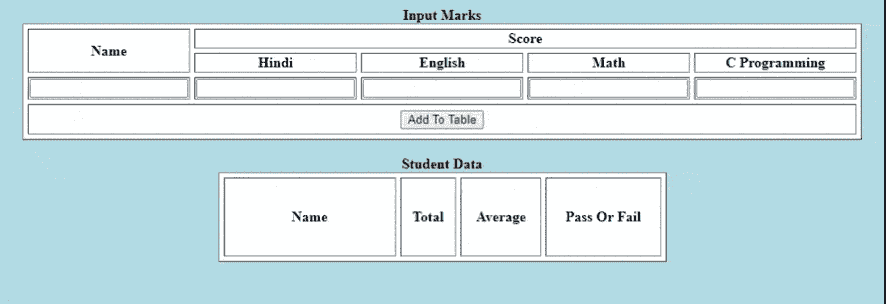 Input Marks
Name
Score
Hindi English Math C Programming
Add To Table
Student Data
Name Total Average Pass Or Fail